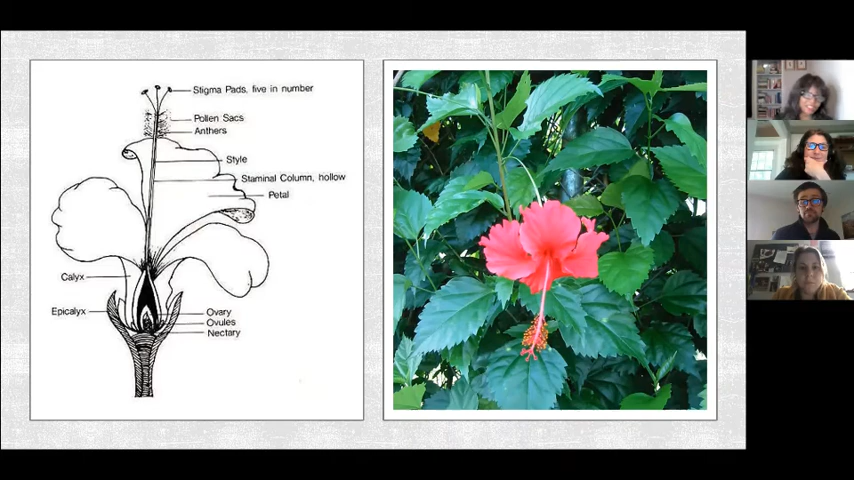 Stigma Pads, five in number
Pollen Sacs
Anthers
Style
Staminal Column, hollow
Petal
Calyx
Epicalyx
Ovary
Ovules
Nectary